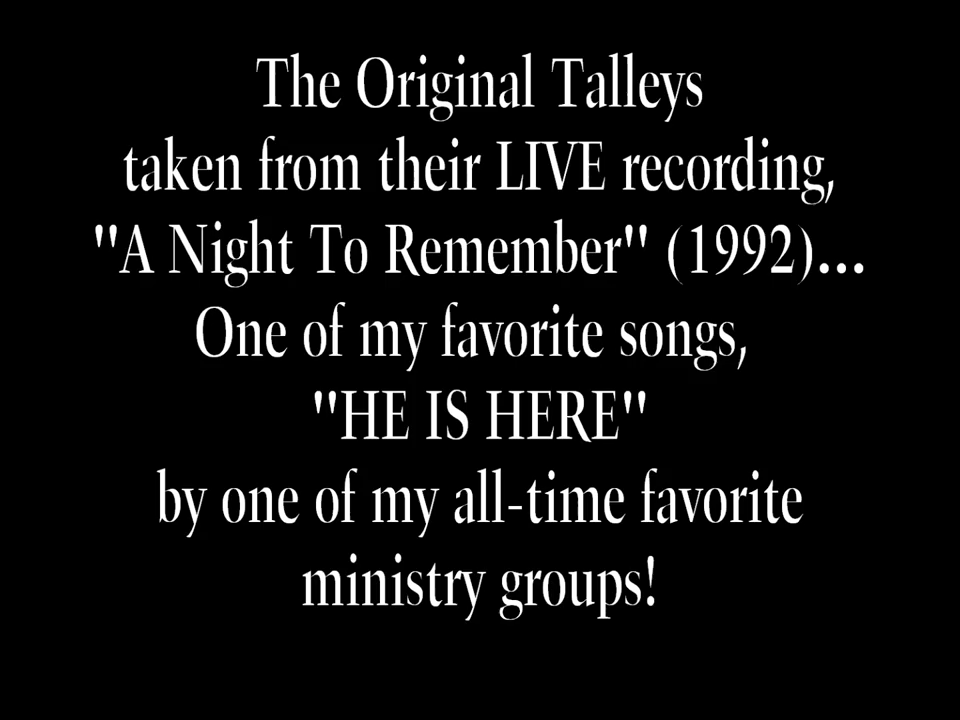 The Original Talleys
taken from their LIVE recording,
"A Night To Remember" (1992)...
One of my favorite songs,
"HE IS HERE"
by one of my all-time favorite
ministry groups!